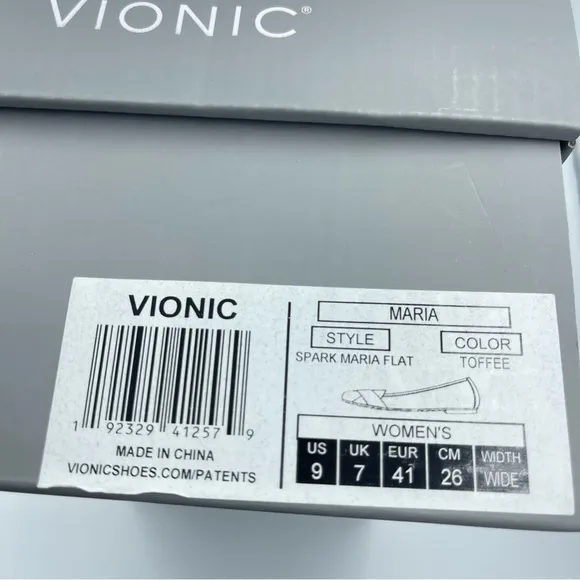 VIONIC®
VIONIC
1 92329 41257 9
MADE IN CHINA
VIONICSHOES.COM/PATENTS
MARIA
STYLE COLOR
SPARK MARIA FLAT TOFFEE
WOMEN'S
US UK EUR CM WIDTH
9 7 41 26 WIDE